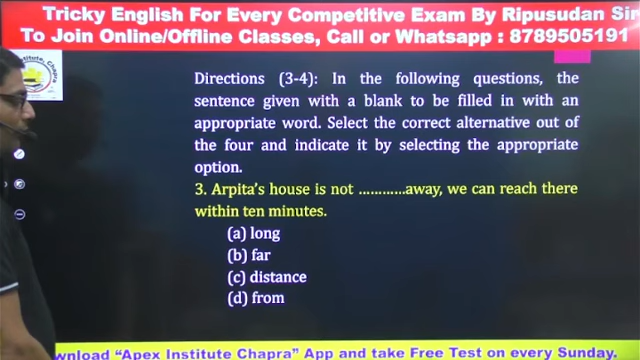 Tricky English For Every Competitive Exam By Ripusudan Sin
To Join Online/Offline Classes, Call or Whatsapp : 8789505191
stitute, Chapra
Directions (3-4): In the following questions, the
sentence given with a blank to be filled in with an
appropriate word. Select the correct alternative out of
the four and indicate it by selecting the appropriate
option.
3. Arpita's house is not ............away, we can reach there
within ten minutes.
(a) long
(b) far
(c) distance
(d) from
wnload "Apex Institute Chapra" App and take Free Test on every Sunday.